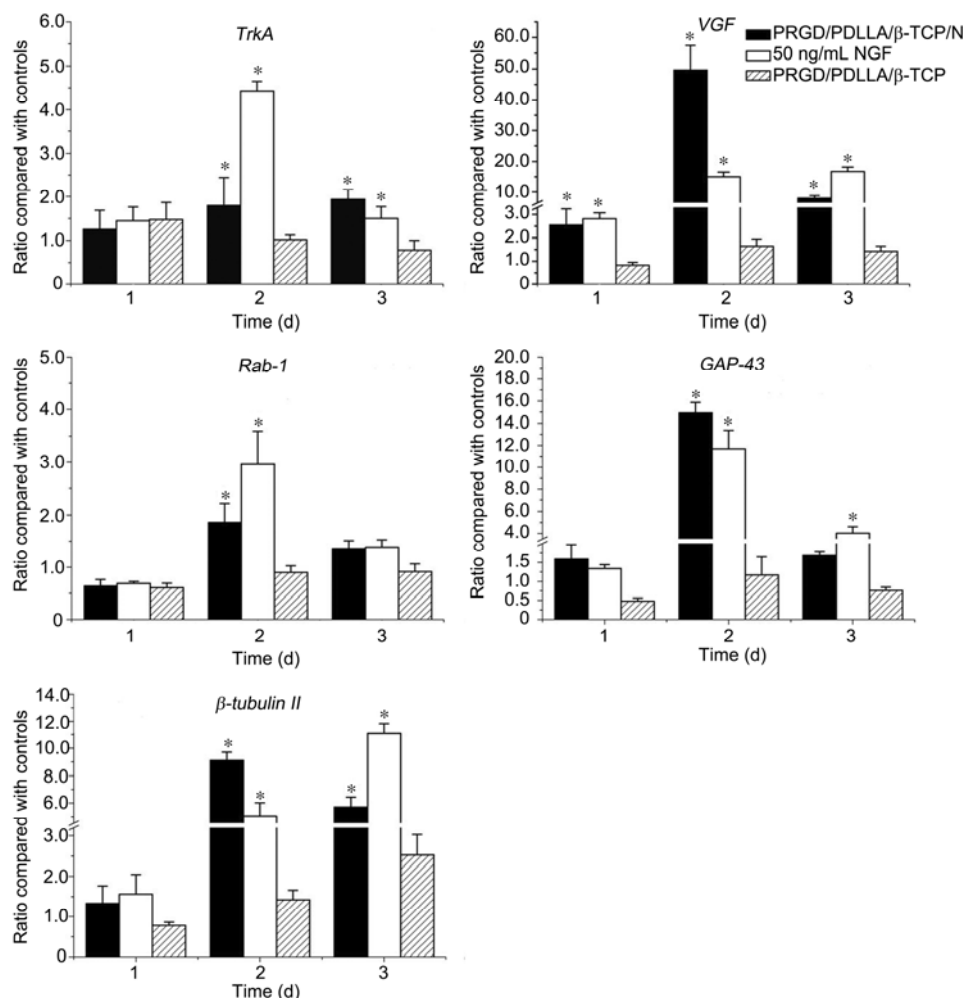 TrkA
Ratio compared with controls
6.0
5.0
4.0
3.0
2.0
1.0
0
*
*
*
*
1 2 3
Time (d)
VGF
PRGD/PDLLA/β-TCP/N
50 ng/mL NGF
PRGD/PDLLA/β-TCP
Ratio compared with controls
60.0
50.0
40.0
30.0
20.0
10.0
3.0
2.0
1.0
0
*
*
*
*
*
*
1 2 3
Time (d)
Rab-1
Ratio compared with controls
5.0
4.0
3.0
2.0
1.0
0
*
*
1 2 3
Time (d)
GAP-43
Ratio compared with controls
20.0
18.0
16.0
14.0
12.0
10.0
8.0
6.0
4.0
1.5
1.0
0.5
0
*
*
*
1 2 3
Time (d)
β-tubulin II
Ratio compared with controls
14.0
12.0
10.0
8.0
6.0
3.0
2.0
1.0
0
*
*
*
*
1 2 3
Time (d)